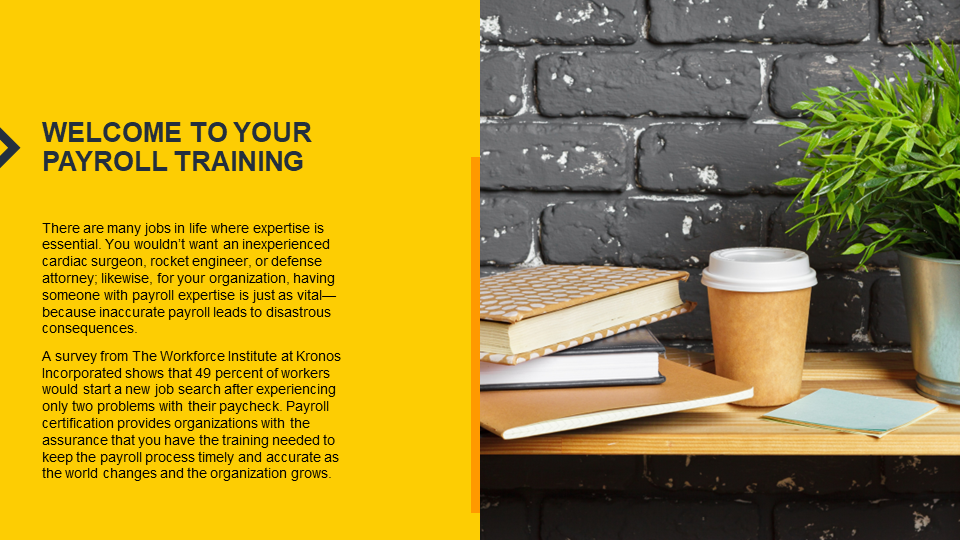 WELCOME TO YOUR
PAYROLL TRAINING
There are many jobs in life where expertise is
essential. You wouldn’t want an inexperienced
cardiac surgeon, rocket engineer, or defense
attorney; likewise, for your organization, having
someone with payroll expertise is just as vital—
because inaccurate payroll leads to disastrous
consequences.
A survey from The Workforce Institute at Kronos
Incorporated shows that 49 percent of workers
would start a new job search after experiencing
only two problems with their paycheck. Payroll
certification provides organizations with the
assurance that you have the training needed to
keep the payroll process timely and accurate as
the world changes and the organization grows.